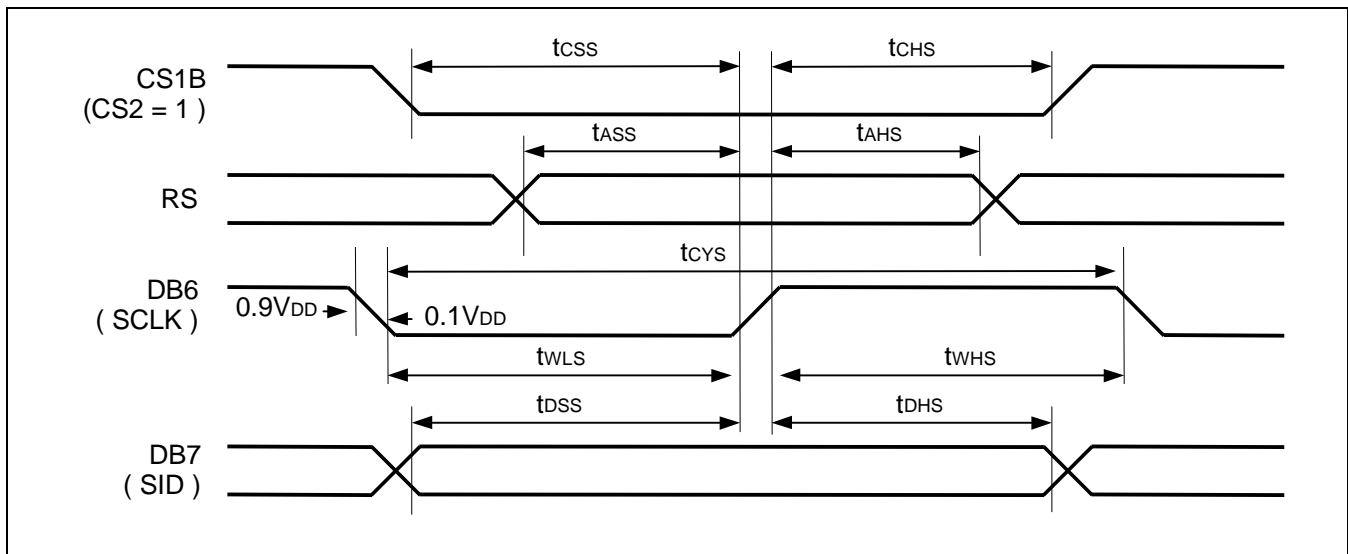 tCSS tCHS
CS1B
(CS2 = 1 )
tASS tAHS
RS
tCYS
DB6
( SCLK )
0.9VDD 0.1VDD
tWLS tWHS
tDSS tDHS
DB7
( SID )